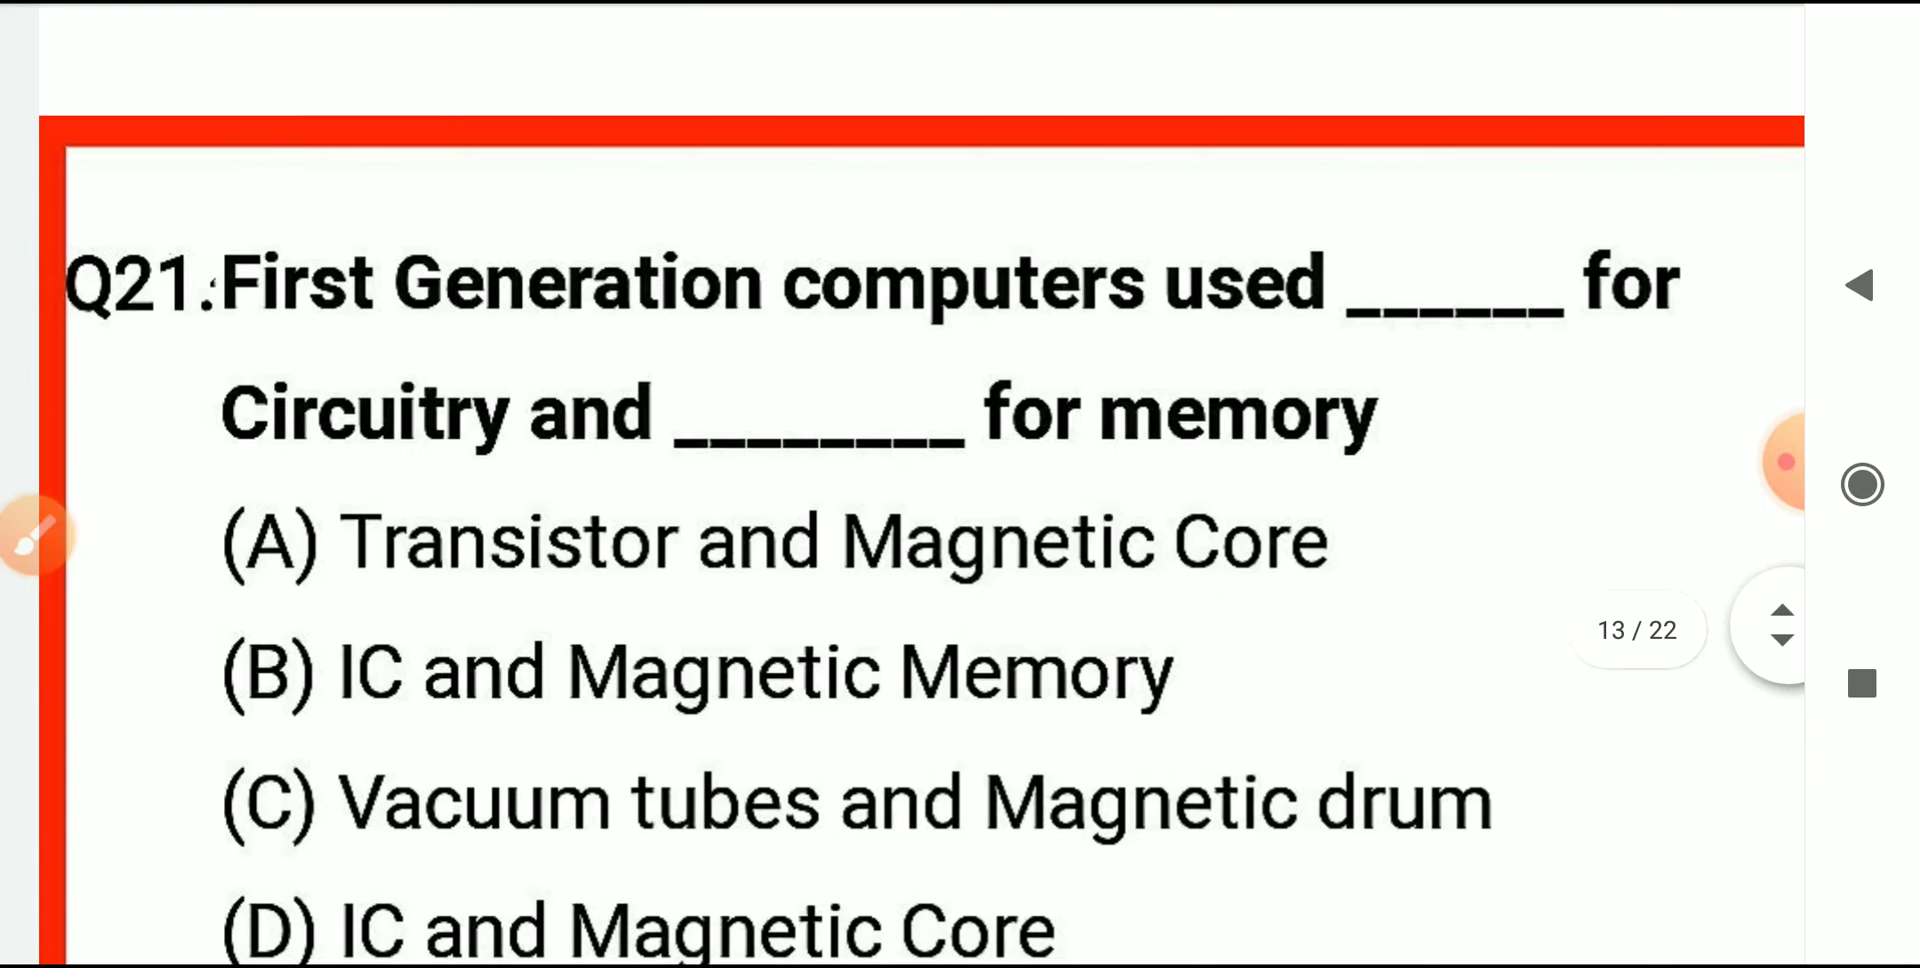 Q21. First Generation computers used ______ for
Circuitry and ________ for memory
(A) Transistor and Magnetic Core
(B) IC and Magnetic Memory
13 / 22
(C) Vacuum tubes and Magnetic drum
(D) IC and Magnetic Core